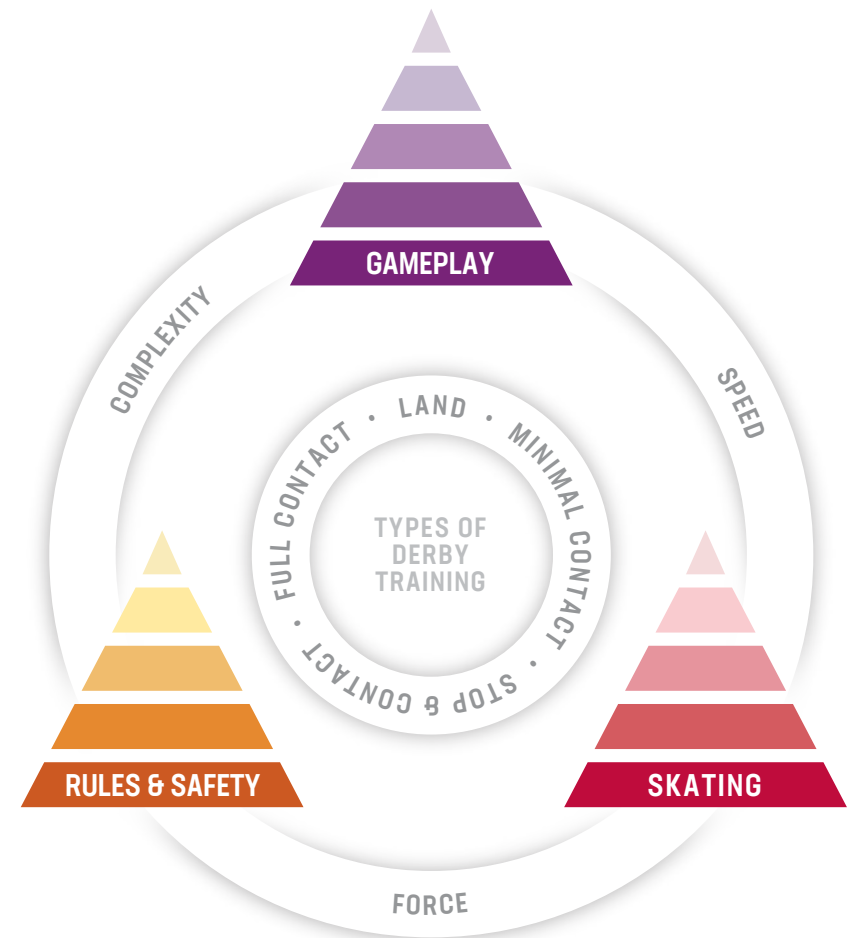 GAMEPLAY
COMPLEXITY
SPEED
LAND
MINIMAL CONTACT
STOP & CONTACT
FULL CONTACT
TYPES OF
DERBY
TRAINING
RULES & SAFETY
SKATING
FORCE